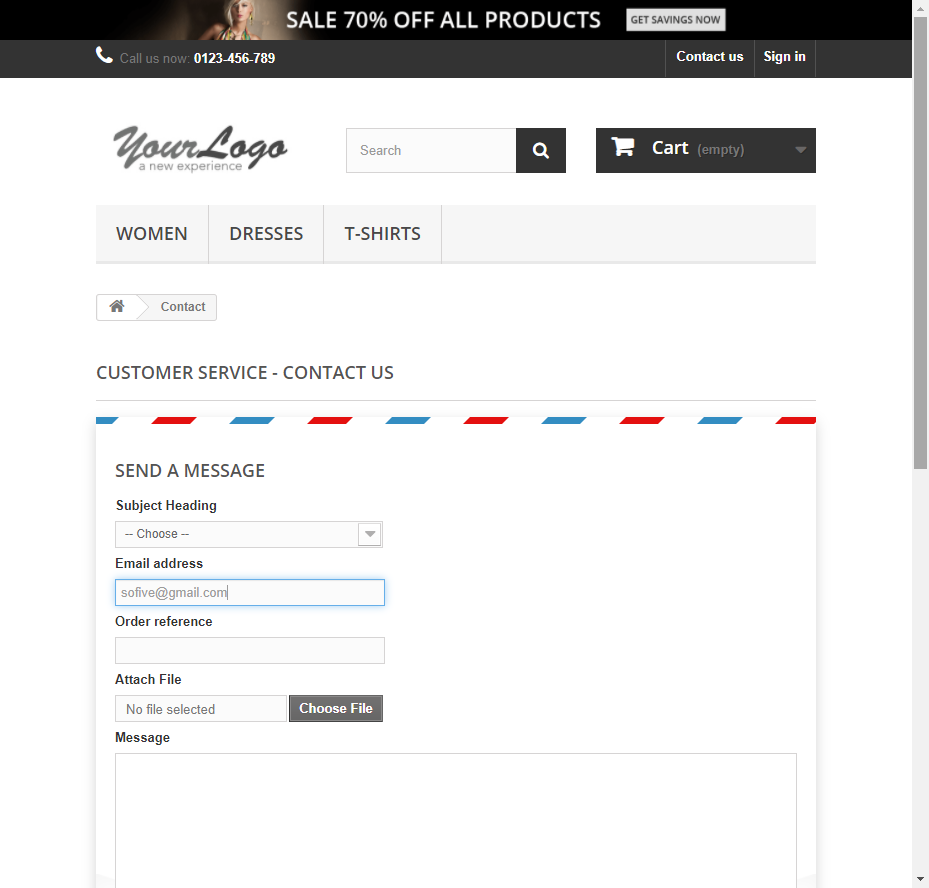 SALE 70% OFF ALL PRODUCTS GET SAVINGS NOW
Call us now: 0123-456-789 Contact us Sign in
YourLogo
a new experience
Search
Cart (empty)
WOMEN DRESSES T-SHIRTS
Contact
CUSTOMER SERVICE - CONTACT US
SEND A MESSAGE
Subject Heading
-- Choose --
Email address
sofive@gmail.com
Order reference
Attach File
No file selected Choose File
Message